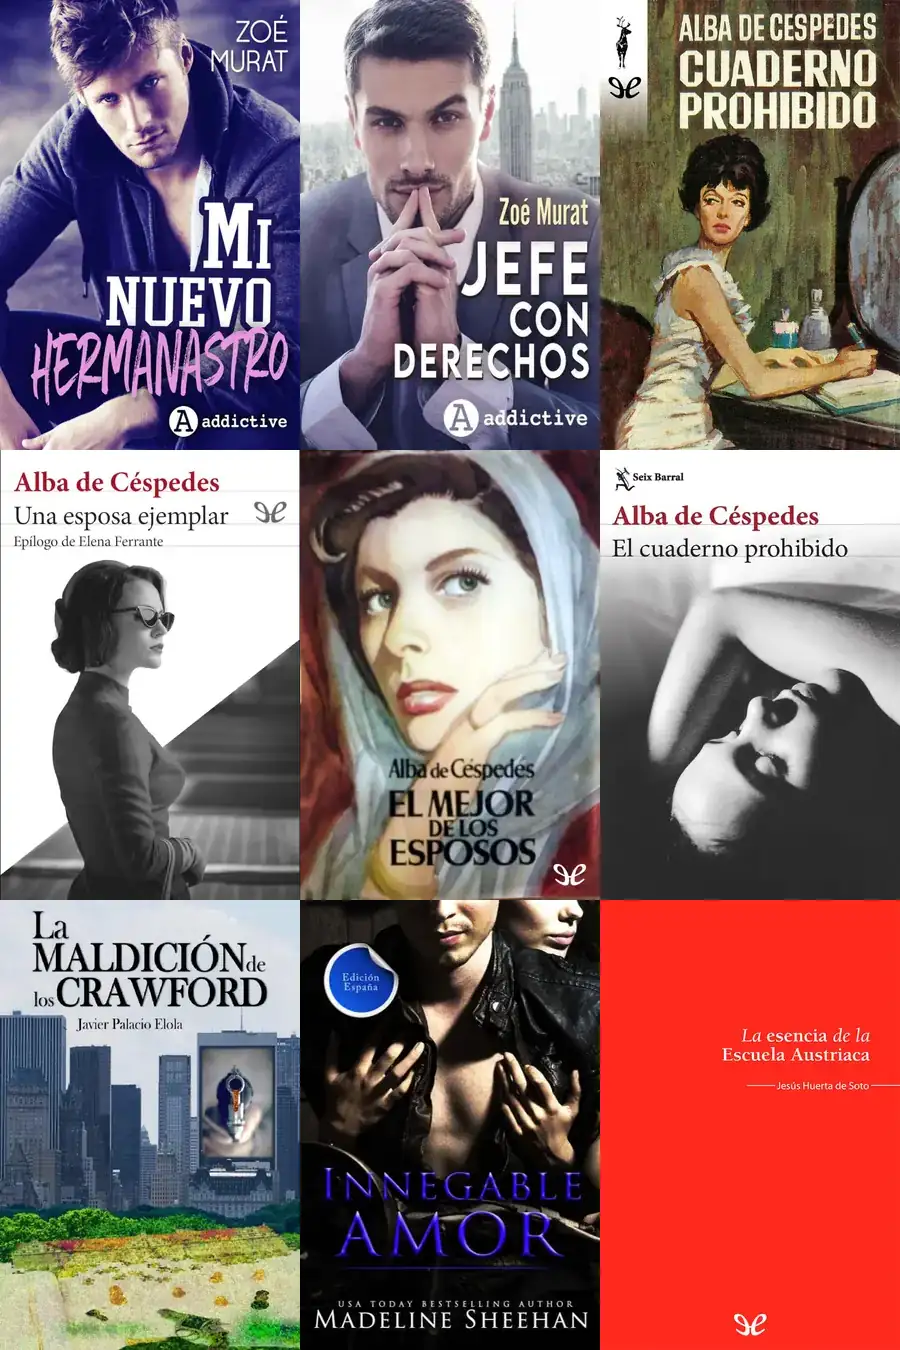 ZOÉ
MURAT
MI
NUEVO
HERMANASTRO
A addictive
Zoé Murat
JEFE
CON
DERECHOS
A addictive
ALBA DE CESPEDES
CUADERNO
PROHIBIDO
Alba de Céspedes
Una esposa ejemplar
Epílogo de Elena Ferrante
Alba de Céspedes
EL MEJOR
DE LOS
ESPOSOS
Seix Barral
Alba de Céspedes
El cuaderno prohibido
La
MALDICIÓN de
los CRAWFORD
Javier Palacio Elola
Edición
España
INNEGABLE
AMOR
USA TODAY BESTSELLING AUTHOR
MADELINE SHEEHAN
La esencia de la
Escuela Austriaca
Jesús Huerta de Soto